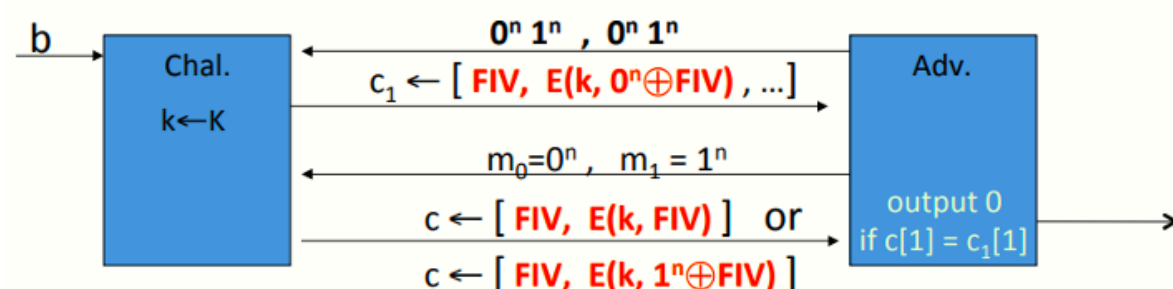 b
Chal.
k←K
0ⁿ 1ⁿ , 0ⁿ 1ⁿ
c₁ ← [ FIV, E(k, 0ⁿ⊕FIV) , …]
m₀=0ⁿ , m₁ = 1ⁿ
c ← [ FIV, E(k, FIV) ] or
c ← [ FIV, E(k, 1ⁿ⊕FIV) ]
Adv.
output 0
if c[1] = c₁[1]